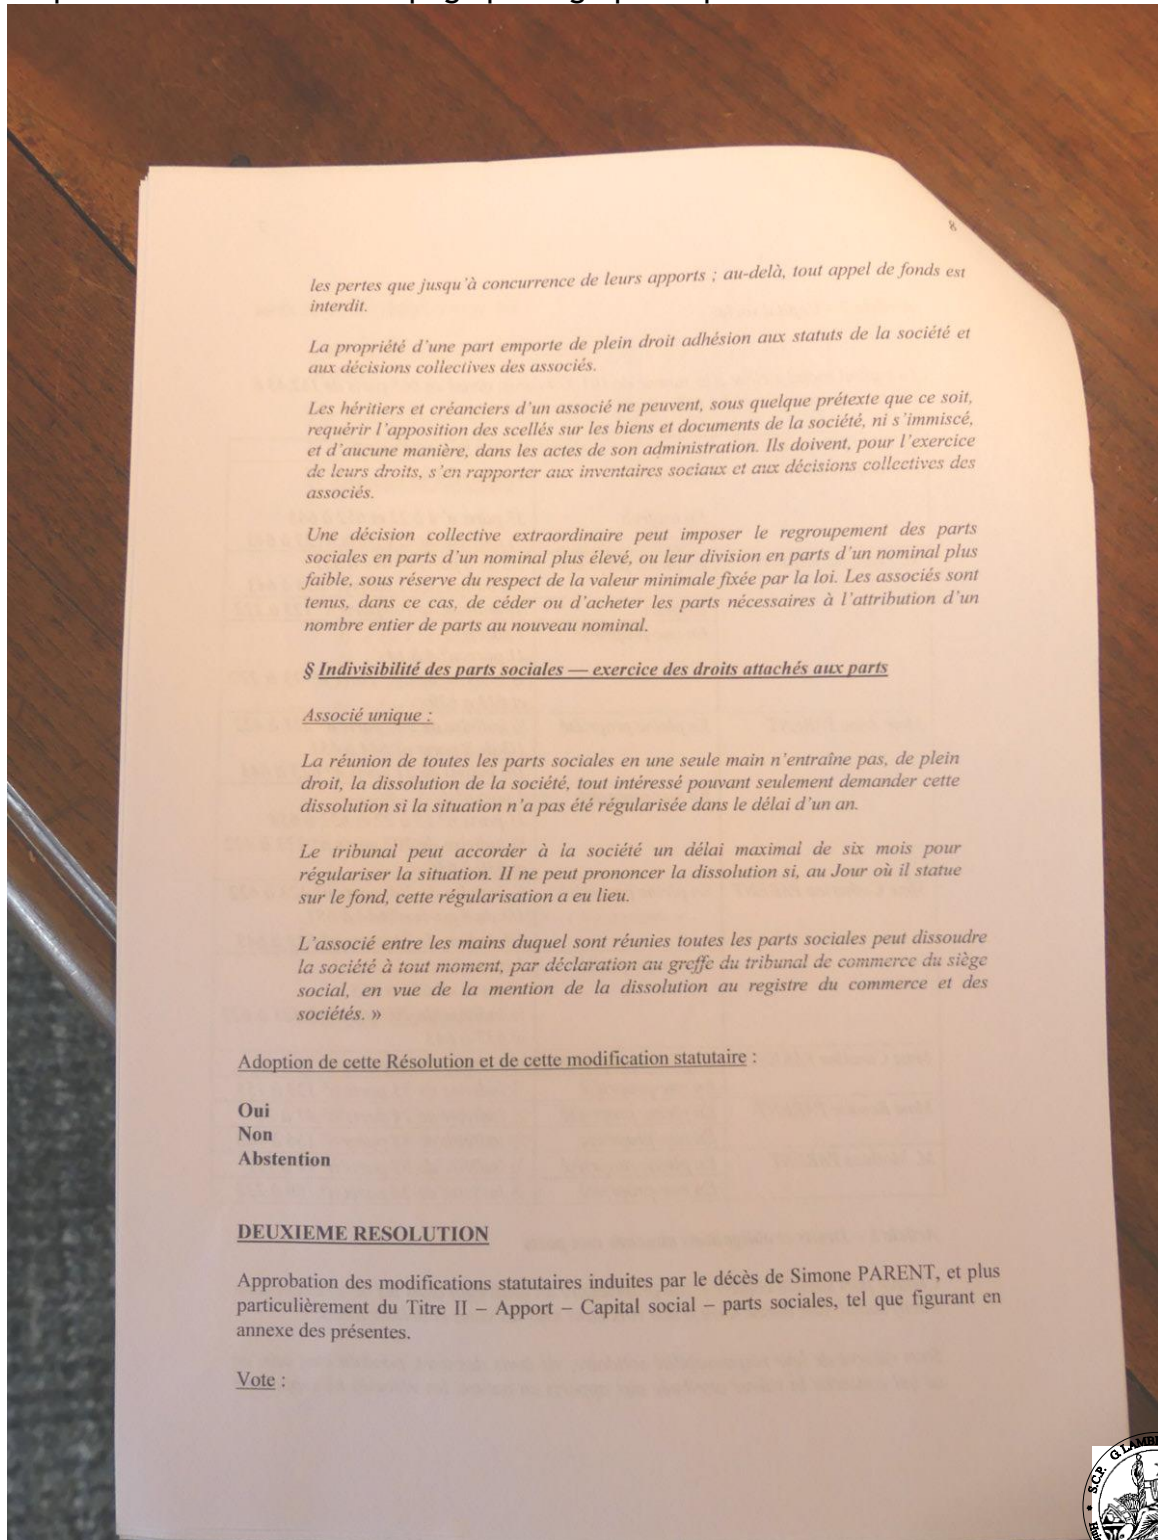 8
les pertes que jusqu'à concurrence de leurs apports ; au-delà, tout appel de fonds est
interdit.
La propriété d'une part emporte de plein droit adhésion aux statuts de la société et
aux décisions collectives des associés.
Les héritiers et créanciers d'un associé ne peuvent, sous quelque prétexte que ce soit,
requérir l'apposition des scellés sur les biens et documents de la société, ni s'immiscé,
et d'aucune manière, dans les actes de son administration. Ils doivent, pour l'exercice
de leurs droits, s'en rapporter aux inventaires sociaux et aux décisions collectives des
associés.
Une décision collective extraordinaire peut imposer le regroupement des parts
sociales en parts d'un nominal plus élevé, ou leur division en parts d'un nominal plus
faible, sous réserve du respect de la valeur minimale fixée par la loi. Les associés sont
tenus, dans ce cas, de céder ou d'acheter les parts nécessaires à l'attribution d'un
nombre entier de parts au nouveau nominal.
§ Indivisibilité des parts sociales — exercice des droits attachés aux parts
Associé unique :
La réunion de toutes les parts sociales en une seule main n'entraîne pas, de plein
droit, la dissolution de la société, tout intéressé pouvant seulement demander cette
dissolution si la situation n'a pas été régularisée dans le délai d'un an.
Le tribunal peut accorder à la société un délai maximal de six mois pour
régulariser la situation. II ne peut prononcer la dissolution si, au Jour où il statue
sur le fond, cette régularisation a eu lieu.
L'associé entre les mains duquel sont réunies toutes les parts sociales peut dissoudre
la société à tout moment, par déclaration au greffe du tribunal de commerce du siège
social, en vue de la mention de la dissolution au registre du commerce et des
sociétés. »
Adoption de cette Résolution et de cette modification statutaire :
Oui
Non
Abstention
DEUXIEME RESOLUTION
Approbation des modifications statutaires induites par le décès de Simone PARENT, et plus
particulièrement du Titre II – Apport – Capital social – parts sociales, tel que figurant en
annexe des présentes.
Vote :
S.C.P. G LAMB